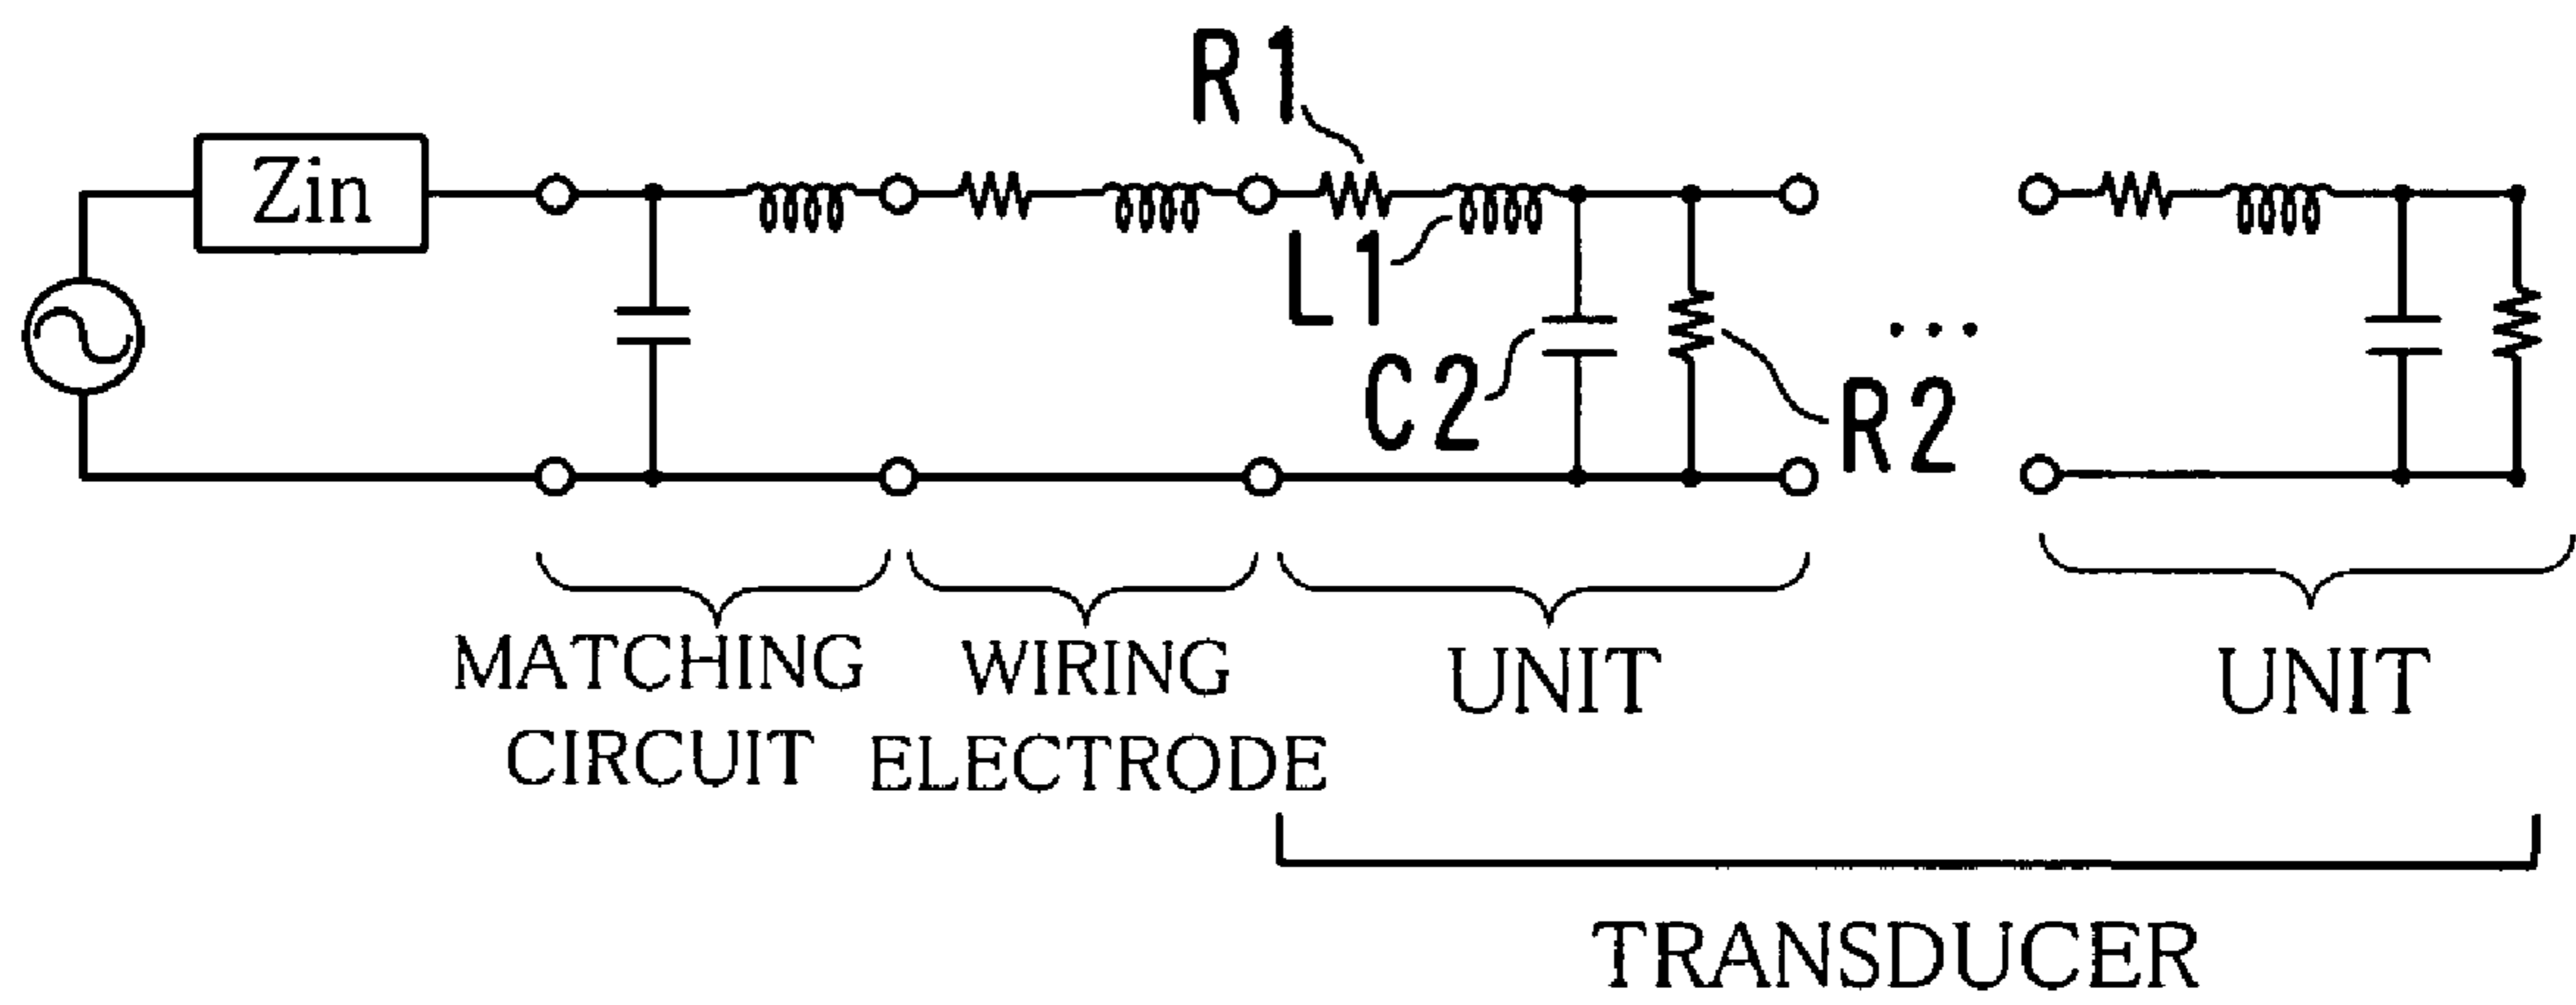 R1
Zin
L1
C2
R2
...
MATCHING
CIRCUIT
WIRING
ELECTRODE
UNIT
UNIT
TRANSDUCER